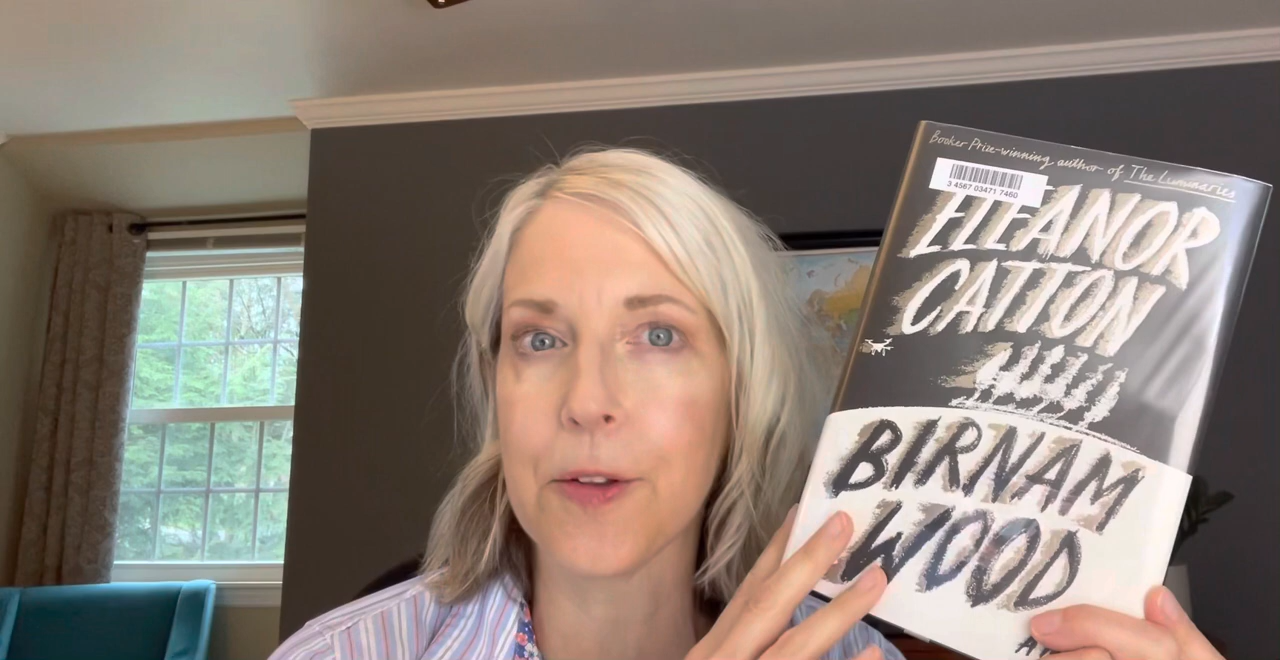 Booker Prize-winning author of The Luminaries
3 4567 03471 7460
ELEANOR
CATTON
BIRNAM
WOOD